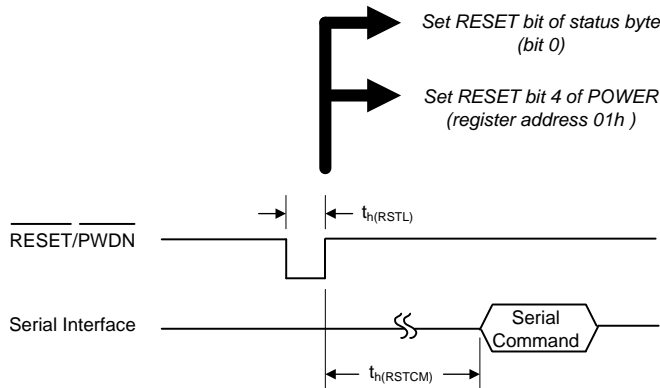 Set RESET bit of status byte
(bit 0)
Set RESET bit 4 of POWER
(register address 01h )
th(RSTL)
RESET/PWDN
Serial Interface
Serial
Command
th(RSTCM)